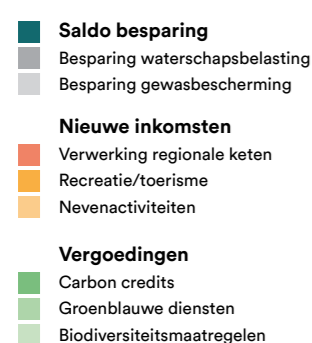 Saldo besparing
Besparing waterschapsbelasting
Besparing gewasbescherming
Nieuwe inkomsten
Verwerking regionale keten
Recreatie/toerisme
Nevenactiviteiten
Vergoedingen
Carbon credits
Groenblauwe diensten
Biodiversiteitsmaatregelen